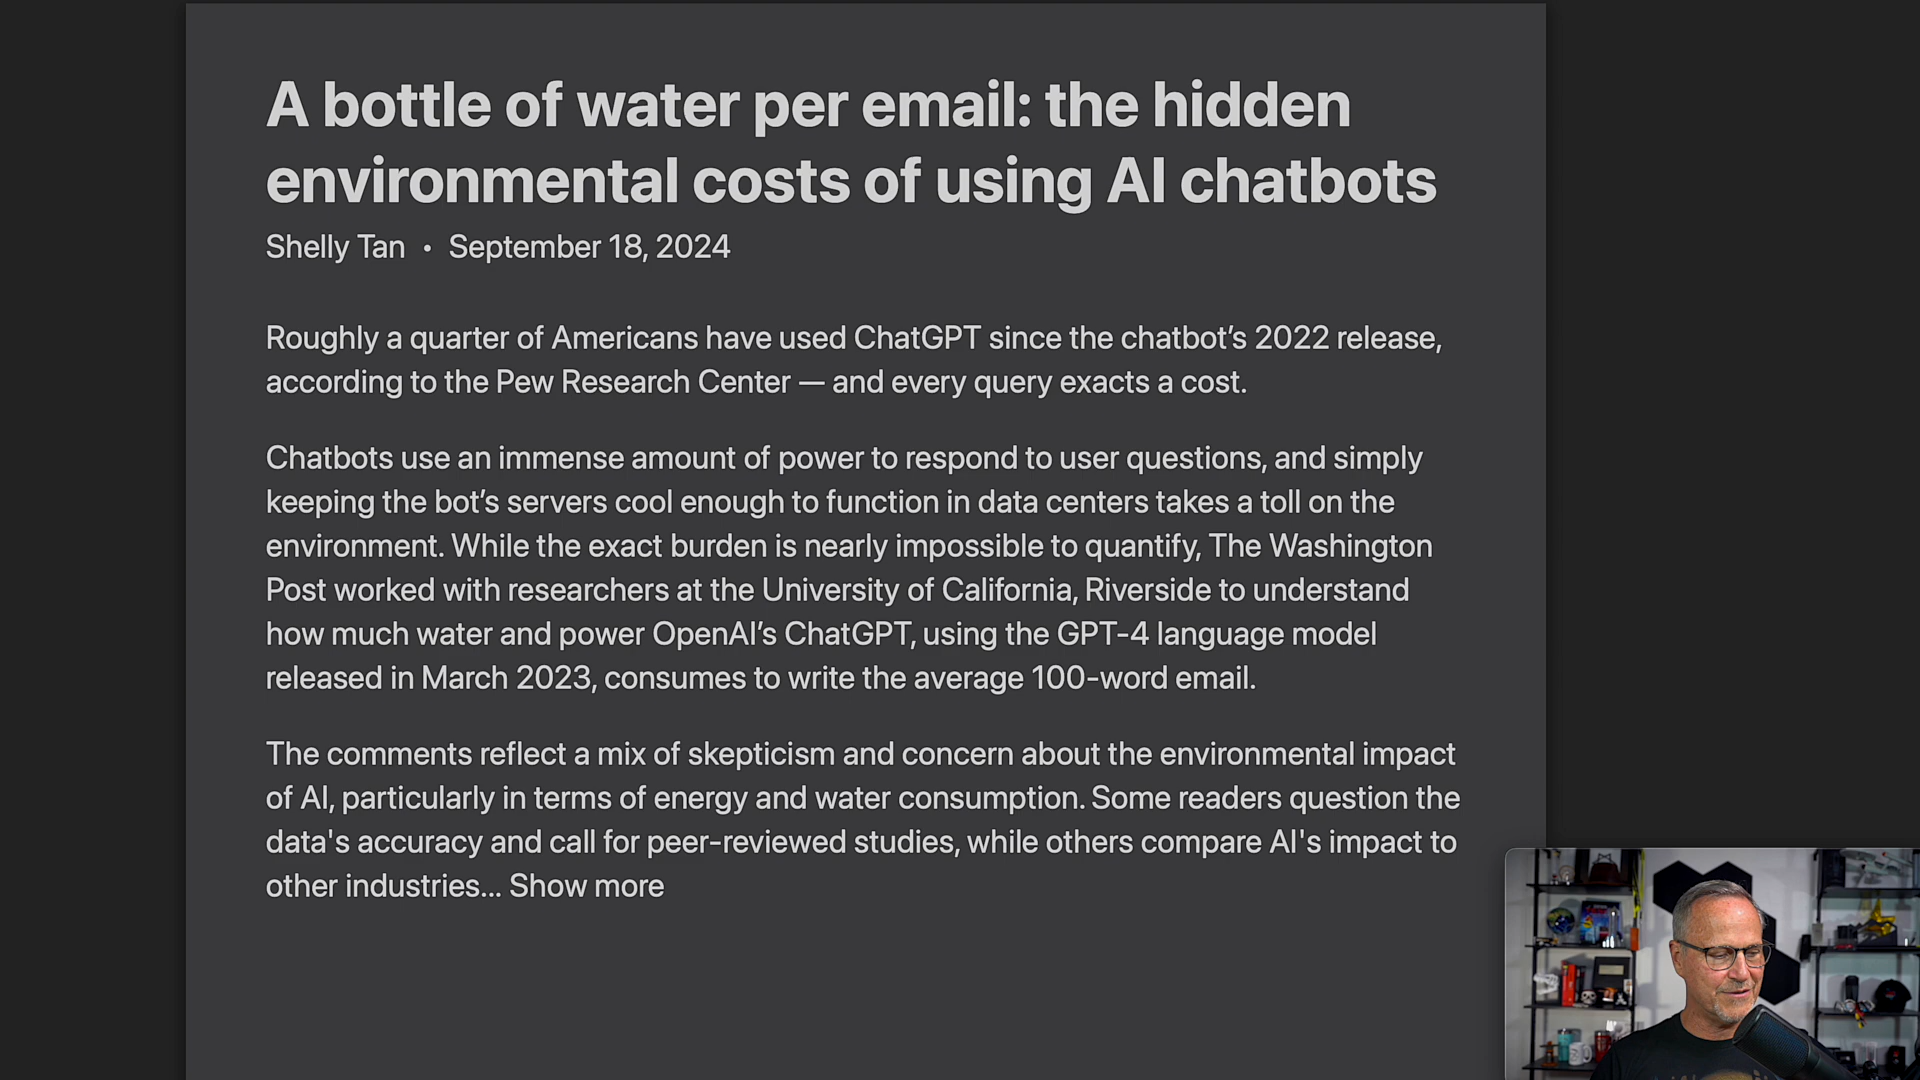 A bottle of water per email: the hidden
environmental costs of using AI chatbots
Shelly Tan • September 18, 2024
Roughly a quarter of Americans have used ChatGPT since the chatbot’s 2022 release,
according to the Pew Research Center — and every query exacts a cost.
Chatbots use an immense amount of power to respond to user questions, and simply
keeping the bot’s servers cool enough to function in data centers takes a toll on the
environment. While the exact burden is nearly impossible to quantify, The Washington
Post worked with researchers at the University of California, Riverside to understand
how much water and power OpenAI’s ChatGPT, using the GPT-4 language model
released in March 2023, consumes to write the average 100-word email.
The comments reflect a mix of skepticism and concern about the environmental impact
of AI, particularly in terms of energy and water consumption. Some readers question the
data's accuracy and call for peer-reviewed studies, while others compare AI's impact to
other industries... Show more